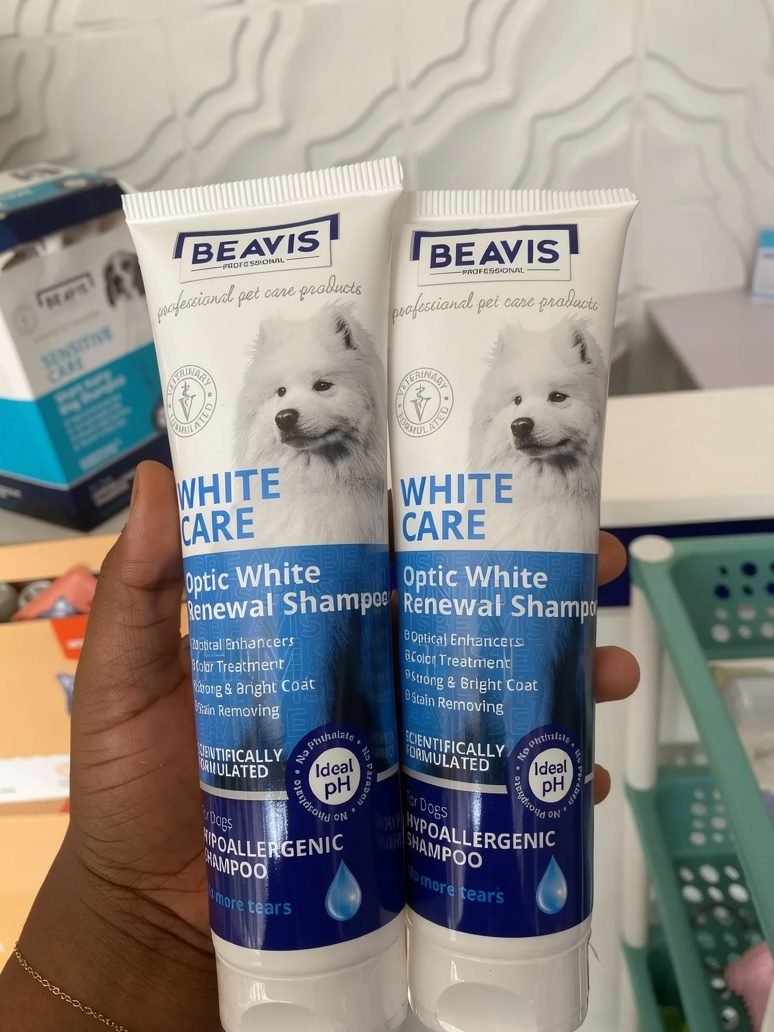 BEAVIS
PROFESSIONAL
professional pet care products
VETERINARY
FORMULATED
WHITE
CARE
Optic White
Renewal Shampoo
Optical Enhancers
Color Treatment
Strong & Bright Coat
Stain Removing
SCIENTIFICALLY
FORMULATED
No Phthalate • No Paraben • No Phosphate •
Ideal
pH
For Dogs
HYPOALLERGENIC
SHAMPOO
No more tears
BEAVIS
PROFESSIONAL
professional pet care products
VETERINARY
FORMULATED
WHITE
CARE
Optic White
Renewal Shampo
Optical Enhancers
Color Treatment
Strong & Bright Coat
Stain Removing
SCIENTIFICALLY
FORMULATED
No Phthalate • No Paraben • No Phosphate •
Ideal
pH
For Dogs
HYPOALLERGENIC
SHAMPOO
No more tears
BEAVIS
SENSITIVE
CARE